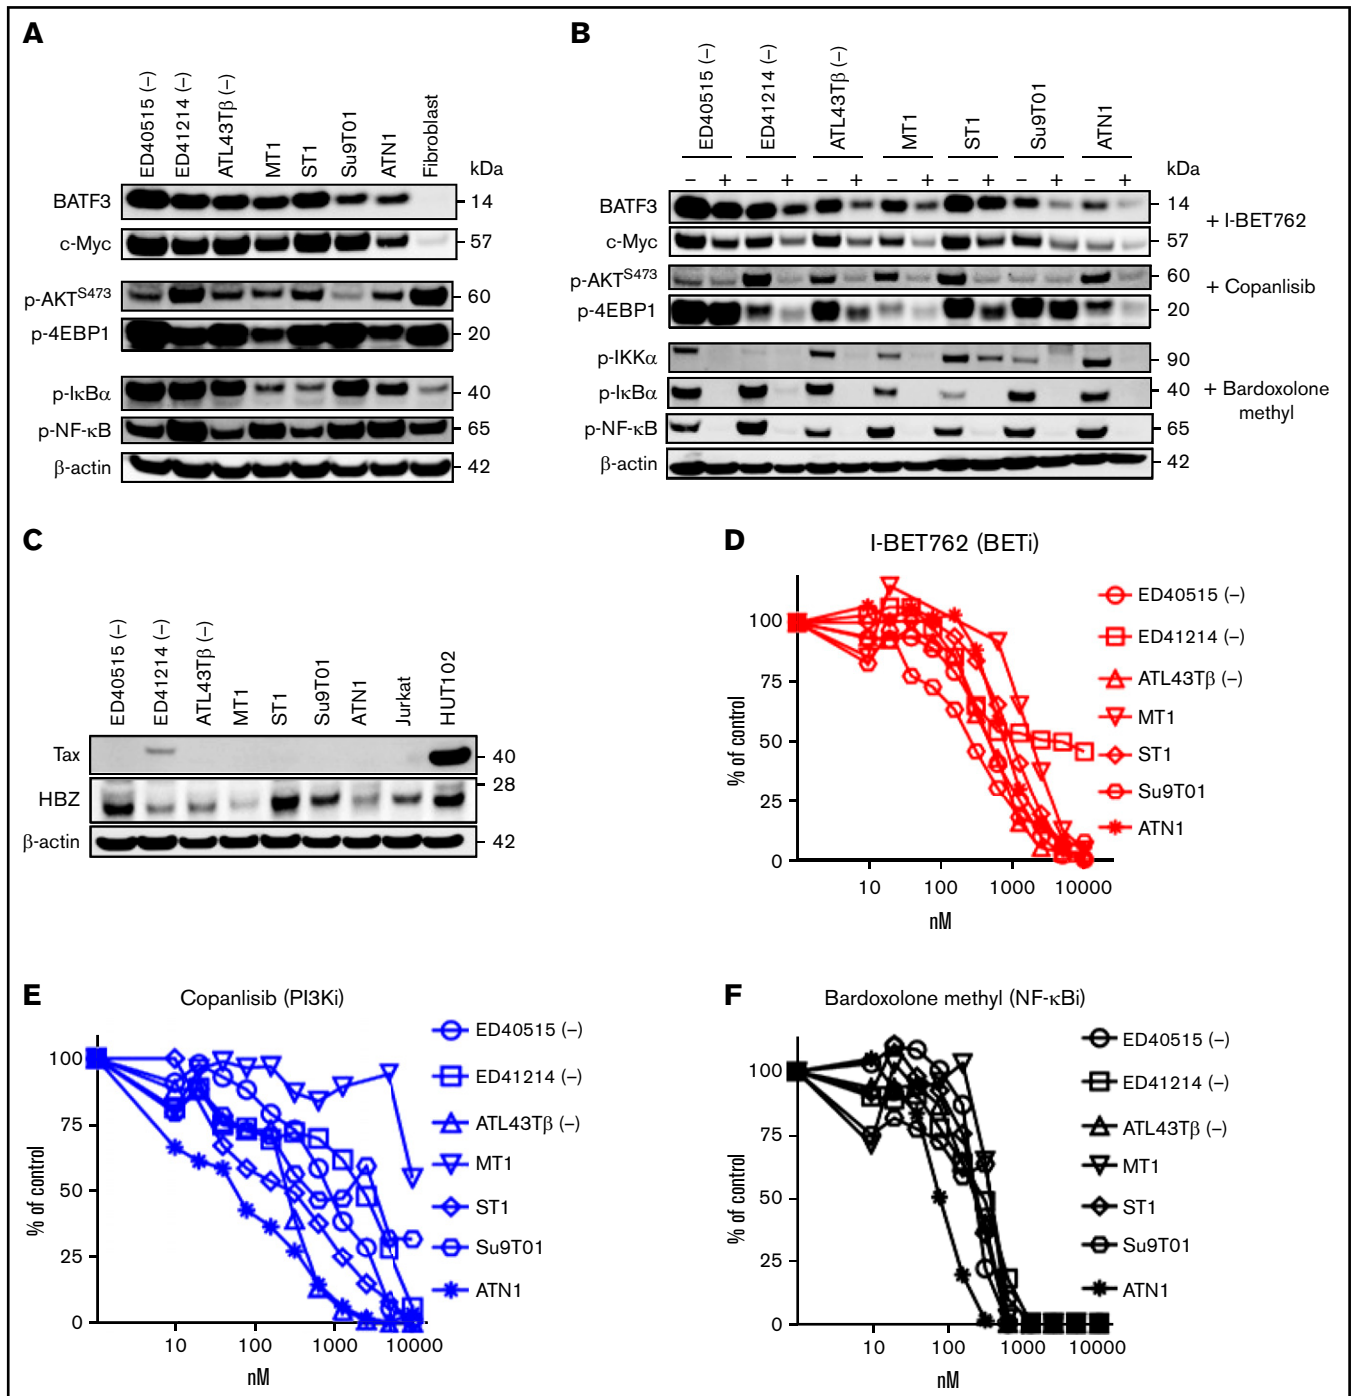 A
ED40515 (–)
ED41214 (–)
ATL43Tβ (–)
MT1
ST1
Su9T01
ATN1
Fibroblast
kDa
BATF3
14
c-Myc
57
p-AKTS473
60
p-4EBP1
20
p-IκBα
40
p-NF-κB
65
β-actin
42
B
ED40515 (–)
ED41214 (–)
ATL43Tβ (–)
MT1
ST1
Su9T01
ATN1
kDa
– + – + – + – + – + – + – +
BATF3
14
c-Myc
57
+ I-BET762
p-AKTS473
60
p-4EBP1
20
+ Copanlisib
p-IKKα
90
p-IκBα
40
p-NF-κB
65
+ Bardoxolone
methyl
β-actin
42
C
ED40515 (–)
ED41214 (–)
ATL43Tβ (–)
MT1
ST1
Su9T01
ATN1
Jurkat
HUT102
Tax
40
28
HBZ
β-actin
42
D
I-BET762 (BETi)
% of control
100
75
50
25
0
10 100 1000 10000
nM
ED40515 (–)
ED41214 (–)
ATL43Tβ (–)
MT1
ST1
Su9T01
ATN1
E
Copanlisib (PI3Ki)
% of control
100
75
50
25
0
10 100 1000 10000
nM
ED40515 (–)
ED41214 (–)
ATL43Tβ (–)
MT1
ST1
Su9T01
ATN1
F
Bardoxolone methyl (NF-κBi)
% of control
100
75
50
25
0
10 100 1000 10000
nM
ED40515 (–)
ED41214 (–)
ATL43Tβ (–)
MT1
ST1
Su9T01
ATN1